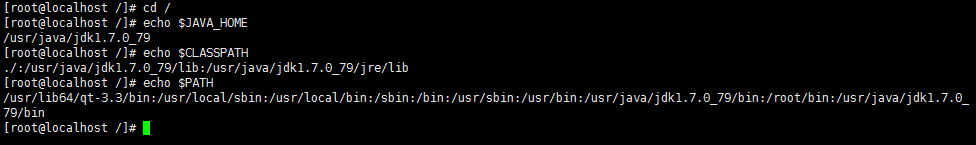 [root@localhost /]# cd /
[root@localhost /]# echo $JAVA_HOME
/usr/java/jdk1.7.0_79
[root@localhost /]# echo $CLASSPATH
./:/usr/java/jdk1.7.0_79/lib:/usr/java/jdk1.7.0_79/jre/lib
[root@localhost /]# echo $PATH
/usr/lib64/qt-3.3/bin:/usr/local/sbin:/usr/local/bin:/sbin:/bin:/usr/sbin:/usr/bin:/usr/java/jdk1.7.0_79/bin:/root/bin:/usr/java/jdk1.7.0_
79/bin
[root@localhost /]#